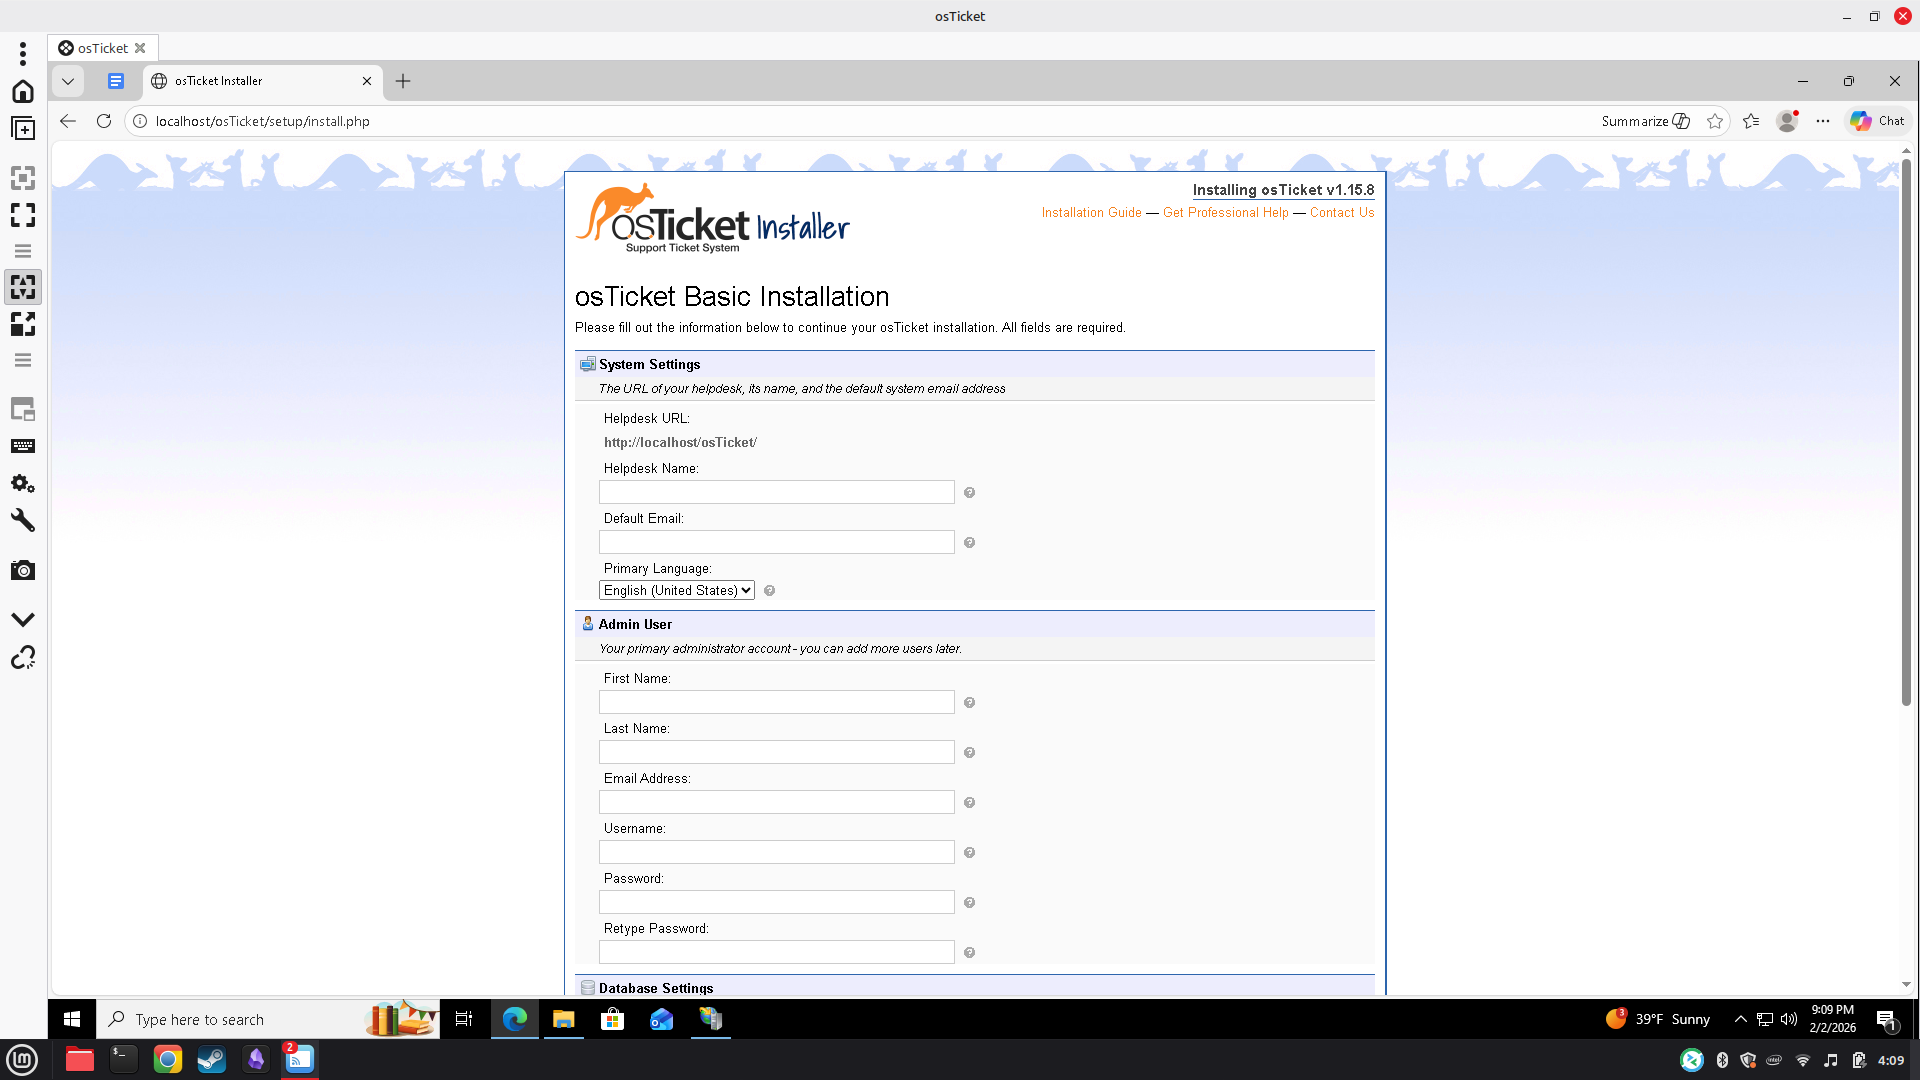 osTicket
osTicket
osTicket Installer
localhost/osTicket/setup/install.php
Summarize
Chat
osTicket Installer
Support Ticket System
Installing osTicket v1.15.8
Installation Guide — Get Professional Help — Contact Us
osTicket Basic Installation
Please fill out the information below to continue your osTicket installation. All fields are required.
System Settings
The URL of your helpdesk, its name, and the default system email address
Helpdesk URL:
http://localhost/osTicket/
Helpdesk Name:
Default Email:
Primary Language:
English (United States)
Admin User
Your primary administrator account - you can add more users later.
First Name:
Last Name:
Email Address:
Username:
Password:
Retype Password:
Database Settings
Type here to search
3
39°F Sunny
9:09 PM
2/2/2026
1
2
4:09